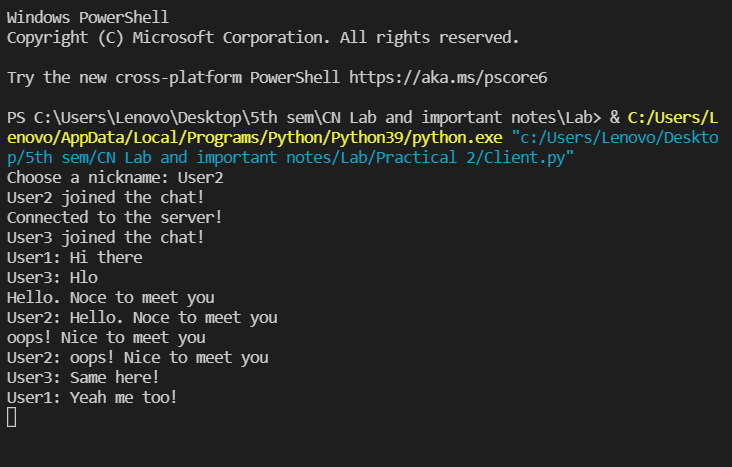 Windows PowerShell
Copyright (C) Microsoft Corporation. All rights reserved.
Try the new cross-platform PowerShell https://aka.ms/pscore6
PS C:\Users\Lenovo\Desktop\5th sem\CN Lab and important notes\Lab> & C:/Users/L
enovo/AppData/Local/Programs/Python/Python39/python.exe "c:/Users/Lenovo/Deskto
p/5th sem/CN Lab and important notes/Lab/Practical 2/Client.py"
Choose a nickname: User2
User2 joined the chat!
Connected to the server!
User3 joined the chat!
User1: Hi there
User3: Hlo
Hello. Noce to meet you
User2: Hello. Noce to meet you
oops! Nice to meet you
User2: oops! Nice to meet you
User3: Same here!
User1: Yeah me too!